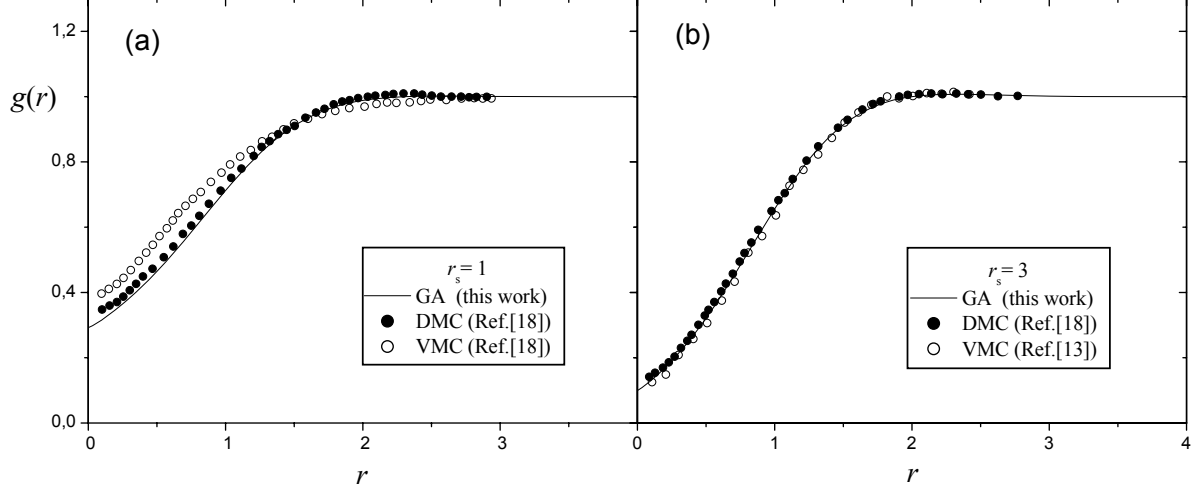 (a)
g(r)
1,2
1,0
0,8
0,4
0,0
r_s = 1
GA (this work)
DMC (Ref.[18])
VMC (Ref.[18])
0 1 2 3
r
(b)
r_s = 3
GA (this work)
DMC (Ref.[18])
VMC (Ref.[13])
0 1 2 3 4
r